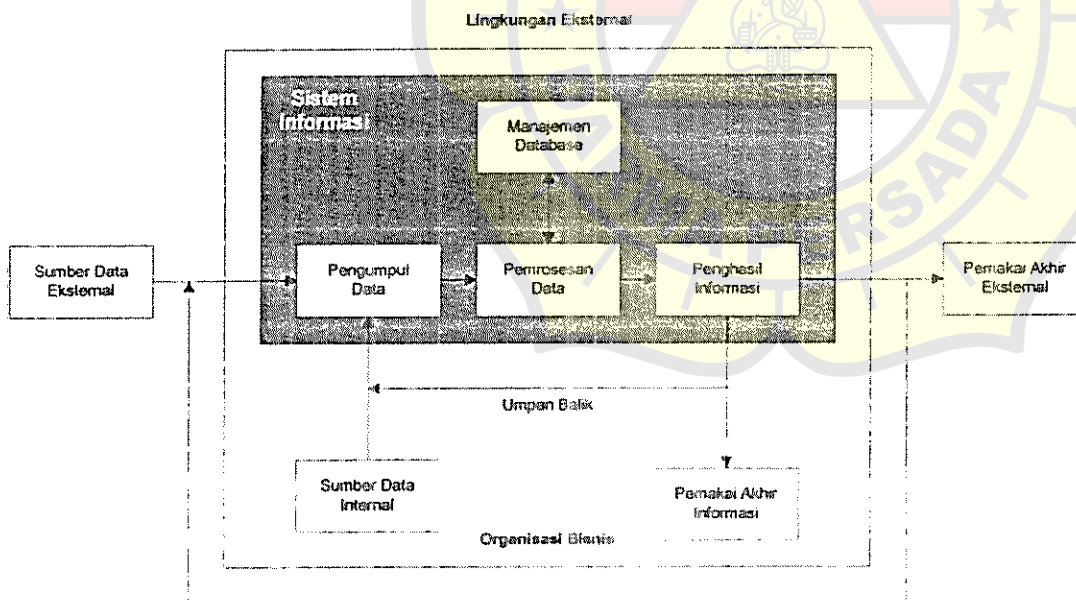 Lingkungan Eksternal
Sistem
Informasi
Manajemen
Database
Sumber Data
Eksternal
Pengumpul
Data
Pemrosesan
Data
Penghasil
Informasi
Pemakai Akhir
Eksternal
Umpan Balik
Sumber Data
Internal
Pemakai Akhir
Informasi
Organisasi Bisnis
PERSADA